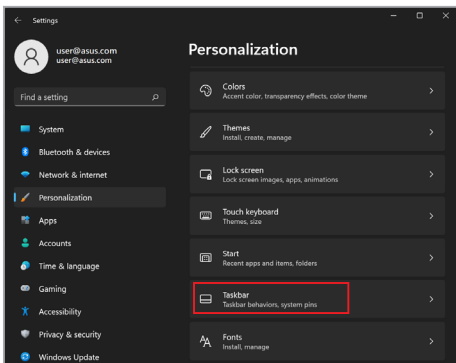 Settings
user@asus.com
user@asus.com
Find a setting
System
Bluetooth & devices
Network & internet
Personalization
Apps
Accounts
Time & language
Gaming
Accessibility
Privacy & security
Windows Update
Personalization
Colors
Accent color, transparency effects, color theme
Themes
Install, create, manage
Lock screen
Lock screen images, apps, animations
Touch keyboard
Themes, size
Start
Recent apps and items, folders
Taskbar
Taskbar behaviors, system pins
Fonts
Install, manage